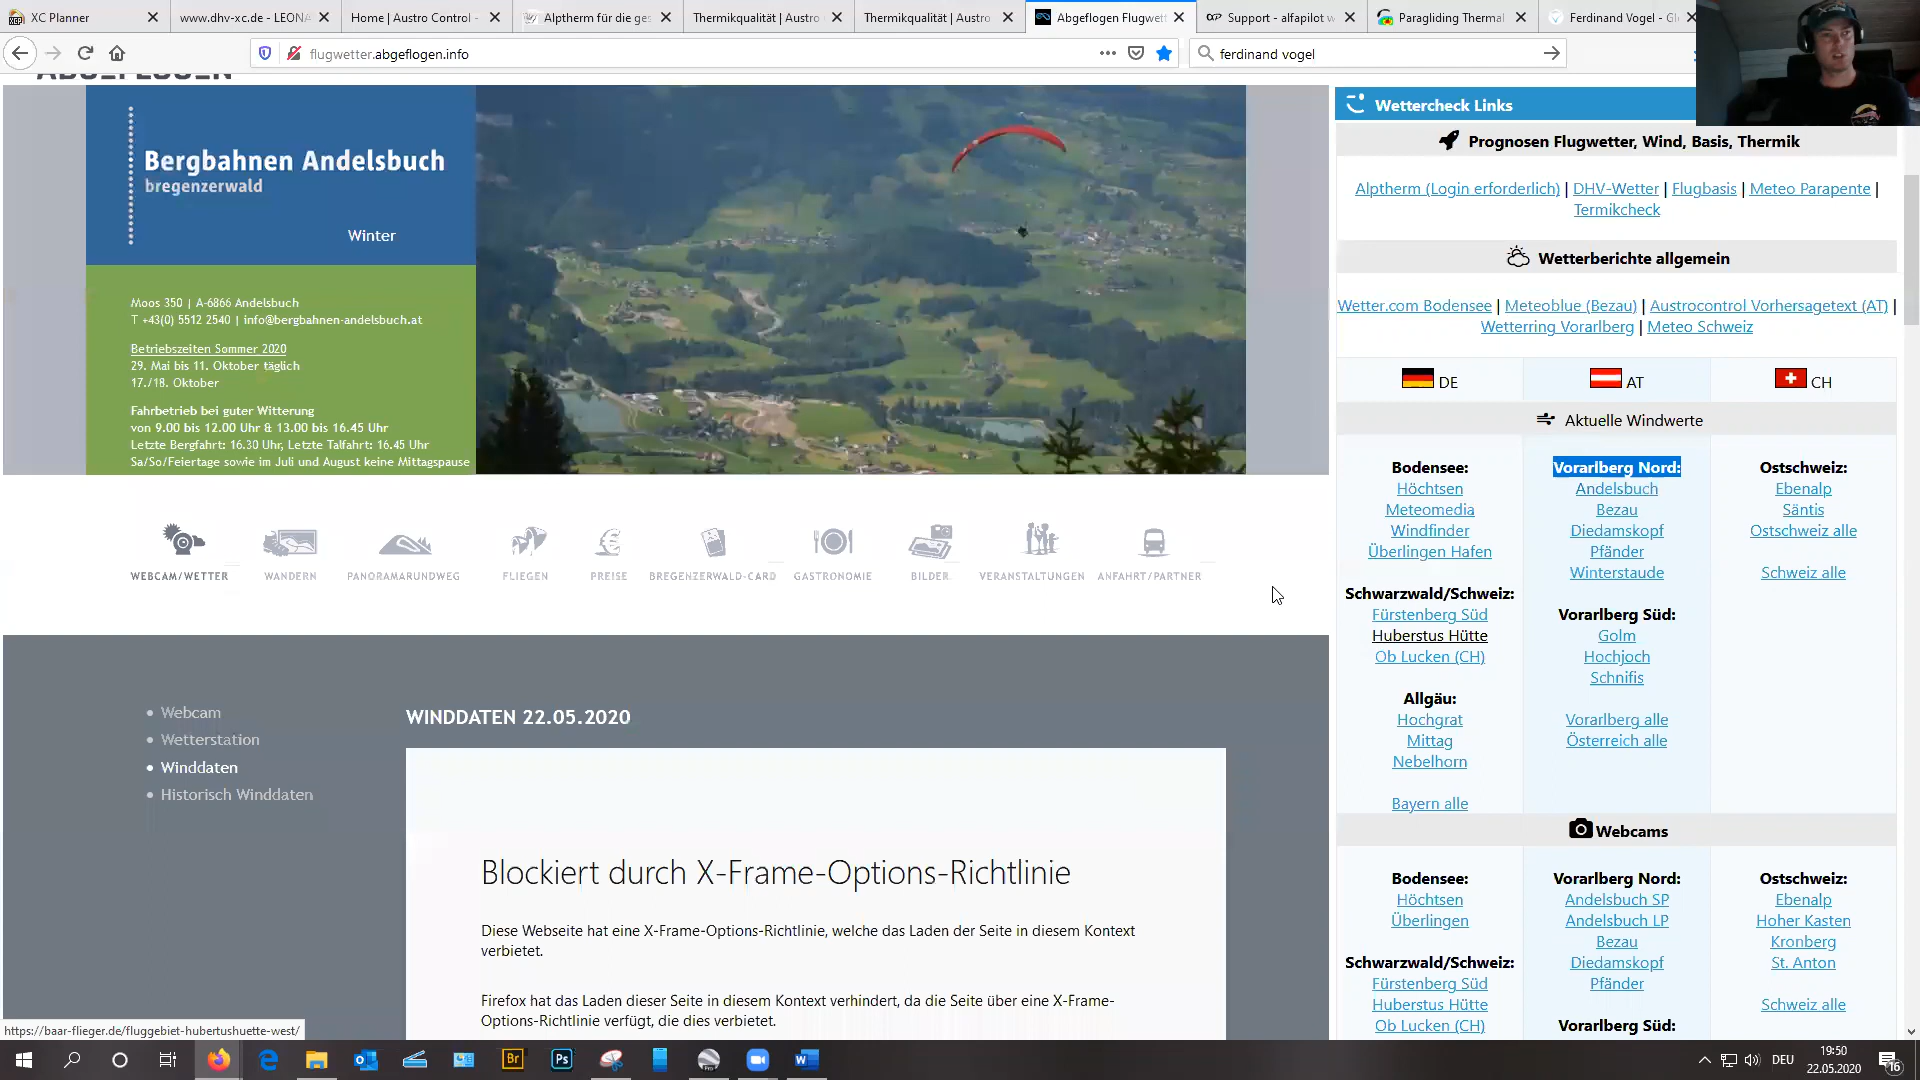 XC Planner
www.dhv-xc.de - LEONA
Home | Austro Control -
Alptherm für die ges
Thermikqualität | Austro
Thermikqualität | Austro
Abgeflogen Flugwett
Support - alfapilot w
Paragliding Thermal
Ferdinand Vogel - Gl
flugwetter.abgeflogen.info
ferdinand vogel
ABGEFLOGEN
Bergbahnen Andelsbuch
bregenzerwald
Winter
Moos 350 | A-6866 Andelsbuch
T +43(0) 5512 2540 | info@bergbahnen-andelsbuch.at
Betriebszeiten Sommer 2020
29. Mai bis 11. Oktober täglich
17./18. Oktober
Fahrbetrieb bei guter Witterung
von 9.00 bis 12.00 Uhr & 13.00 bis 16.45 Uhr
Letzte Bergfahrt: 16.30 Uhr, Letzte Talfahrt: 16.45 Uhr
Sa/So/Feiertage sowie im Juli und August keine Mittagspause
WEBCAM/WETTER
WANDERN
PANORAMARUNDWEG
FLIEGEN
PREISE
BREGENZERWALD-CARD
GASTRONOMIE
BILDER
VERANSTALTUNGEN
ANFAHRT/PARTNER
Webcam
Wetterstation
Winddaten
Historisch Winddaten
WINDDATEN 22.05.2020
Blockiert durch X-Frame-Options-Richtlinie
Diese Webseite hat eine X-Frame-Options-Richtlinie, welche das Laden der Seite in diesem Kontext
verbietet.
Firefox hat das Laden dieser Seite in diesem Kontext verhindert, da die Seite über eine X-Frame-
Options-Richtlinie verfügt, die dies verbietet.
https://baar-flieger.de/fluggebiet-hubertushuette-west/
Wettercheck Links
Prognosen Flugwetter, Wind, Basis, Thermik
Alptherm (Login erforderlich) | DHV-Wetter | Flugbasis | Meteo Parapente |
Termikcheck
Wetterberichte allgemein
Wetter.com Bodensee | Meteoblue (Bezau) | Austrocontrol Vorhersagetext (AT) |
Wetterring Vorarlberg | Meteo Schweiz
DE
AT
CH
Aktuelle Windwerte
Bodensee:
Höchtsen
Meteomedia
Windfinder
Überlingen Hafen
Schwarzwald/Schweiz:
Fürstenberg Süd
Huberstus Hütte
Ob Lucken (CH)
Allgäu:
Hochgrat
Mittag
Nebelhorn
Bayern alle
Vorarlberg Nord:
Andelsbuch
Bezau
Diedamskopf
Pfänder
Winterstaude
Vorarlberg Süd:
Golm
Hochjoch
Schnifis
Vorarlberg alle
Österreich alle
Ostschweiz:
Ebenalp
Säntis
Ostschweiz alle
Schweiz alle
Webcams
Bodensee:
Höchtsen
Überlingen
Schwarzwald/Schweiz:
Fürstenberg Süd
Huberstus Hütte
Ob Lucken (CH)
Vorarlberg Nord:
Andelsbuch SP
Andelsbuch LP
Bezau
Diedamskopf
Pfänder
Vorarlberg Süd:
Ostschweiz:
Ebenalp
Hoher Kasten
Kronberg
St. Anton
Schweiz alle
Br
Ps
DEU
19:50
22.05.2020
16